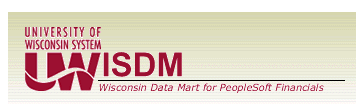 UNIVERSITY OF
WISCONSIN SYSTEM
UWISDM
Wisconsin Data Mart for PeopleSoft Financials